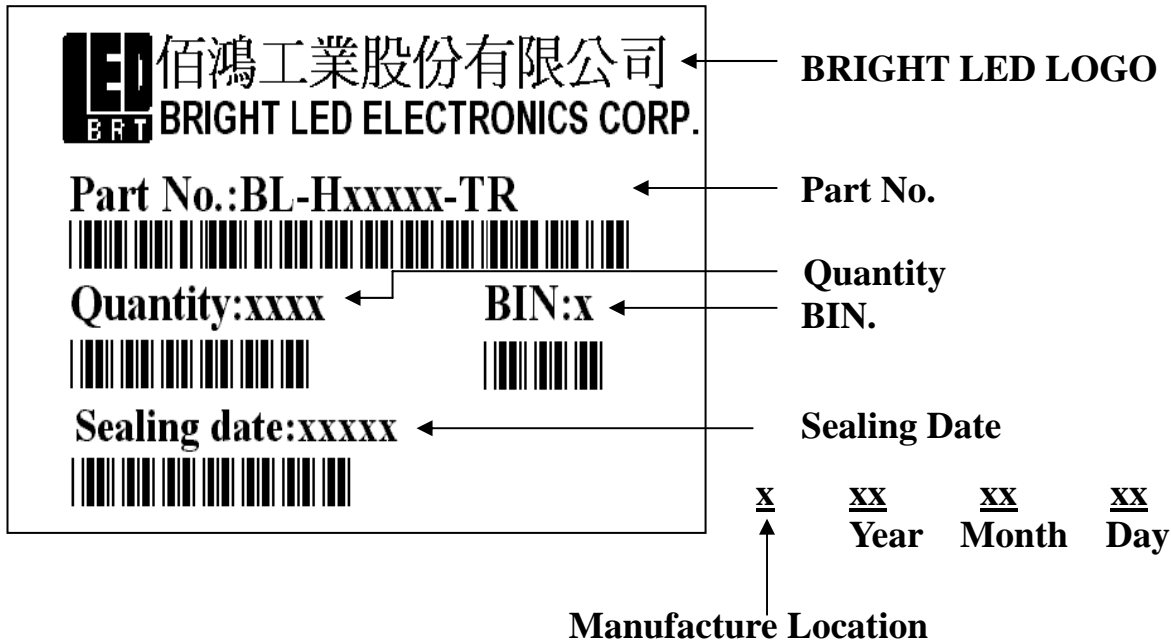 LED 佰鴻工業股份有限公司 BRIGHT LED LOGO
BRT BRIGHT LED ELECTRONICS CORP.
Part No.:BL-Hxxxxx-TR Part No.
Quantity
Quantity:xxxx BIN:x BIN.
Sealing date:xxxxx Sealing Date
x xx xx xx
Year Month Day
Manufacture Location